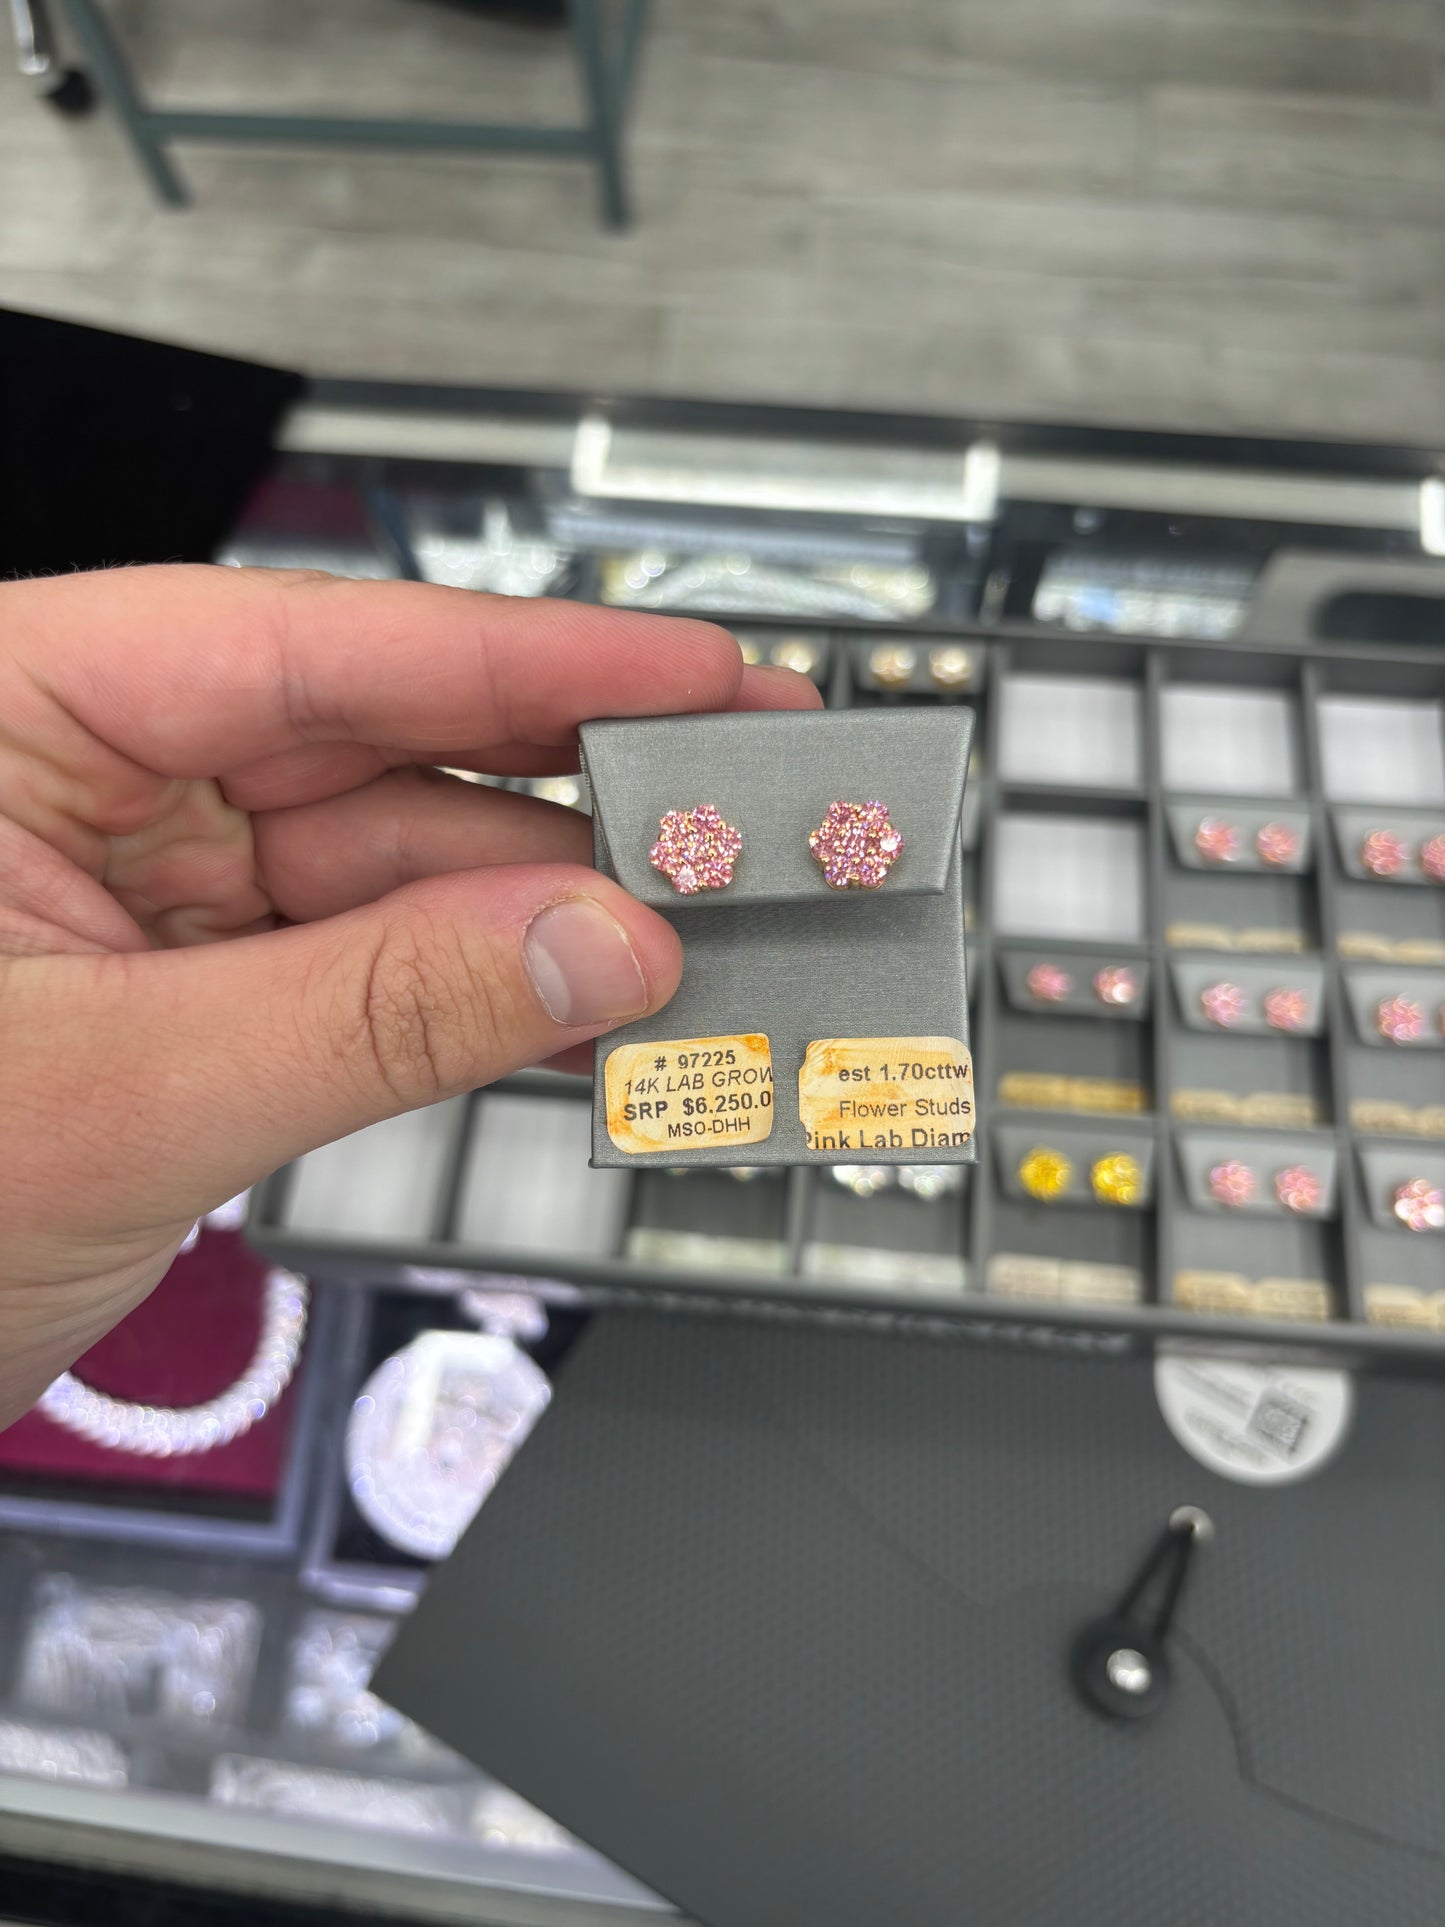 # 97225
14K LAB GROW
SRP $6,250.0
MSO-DHH
est 1.70cttw
Flower Studs
Pink Lab Diam